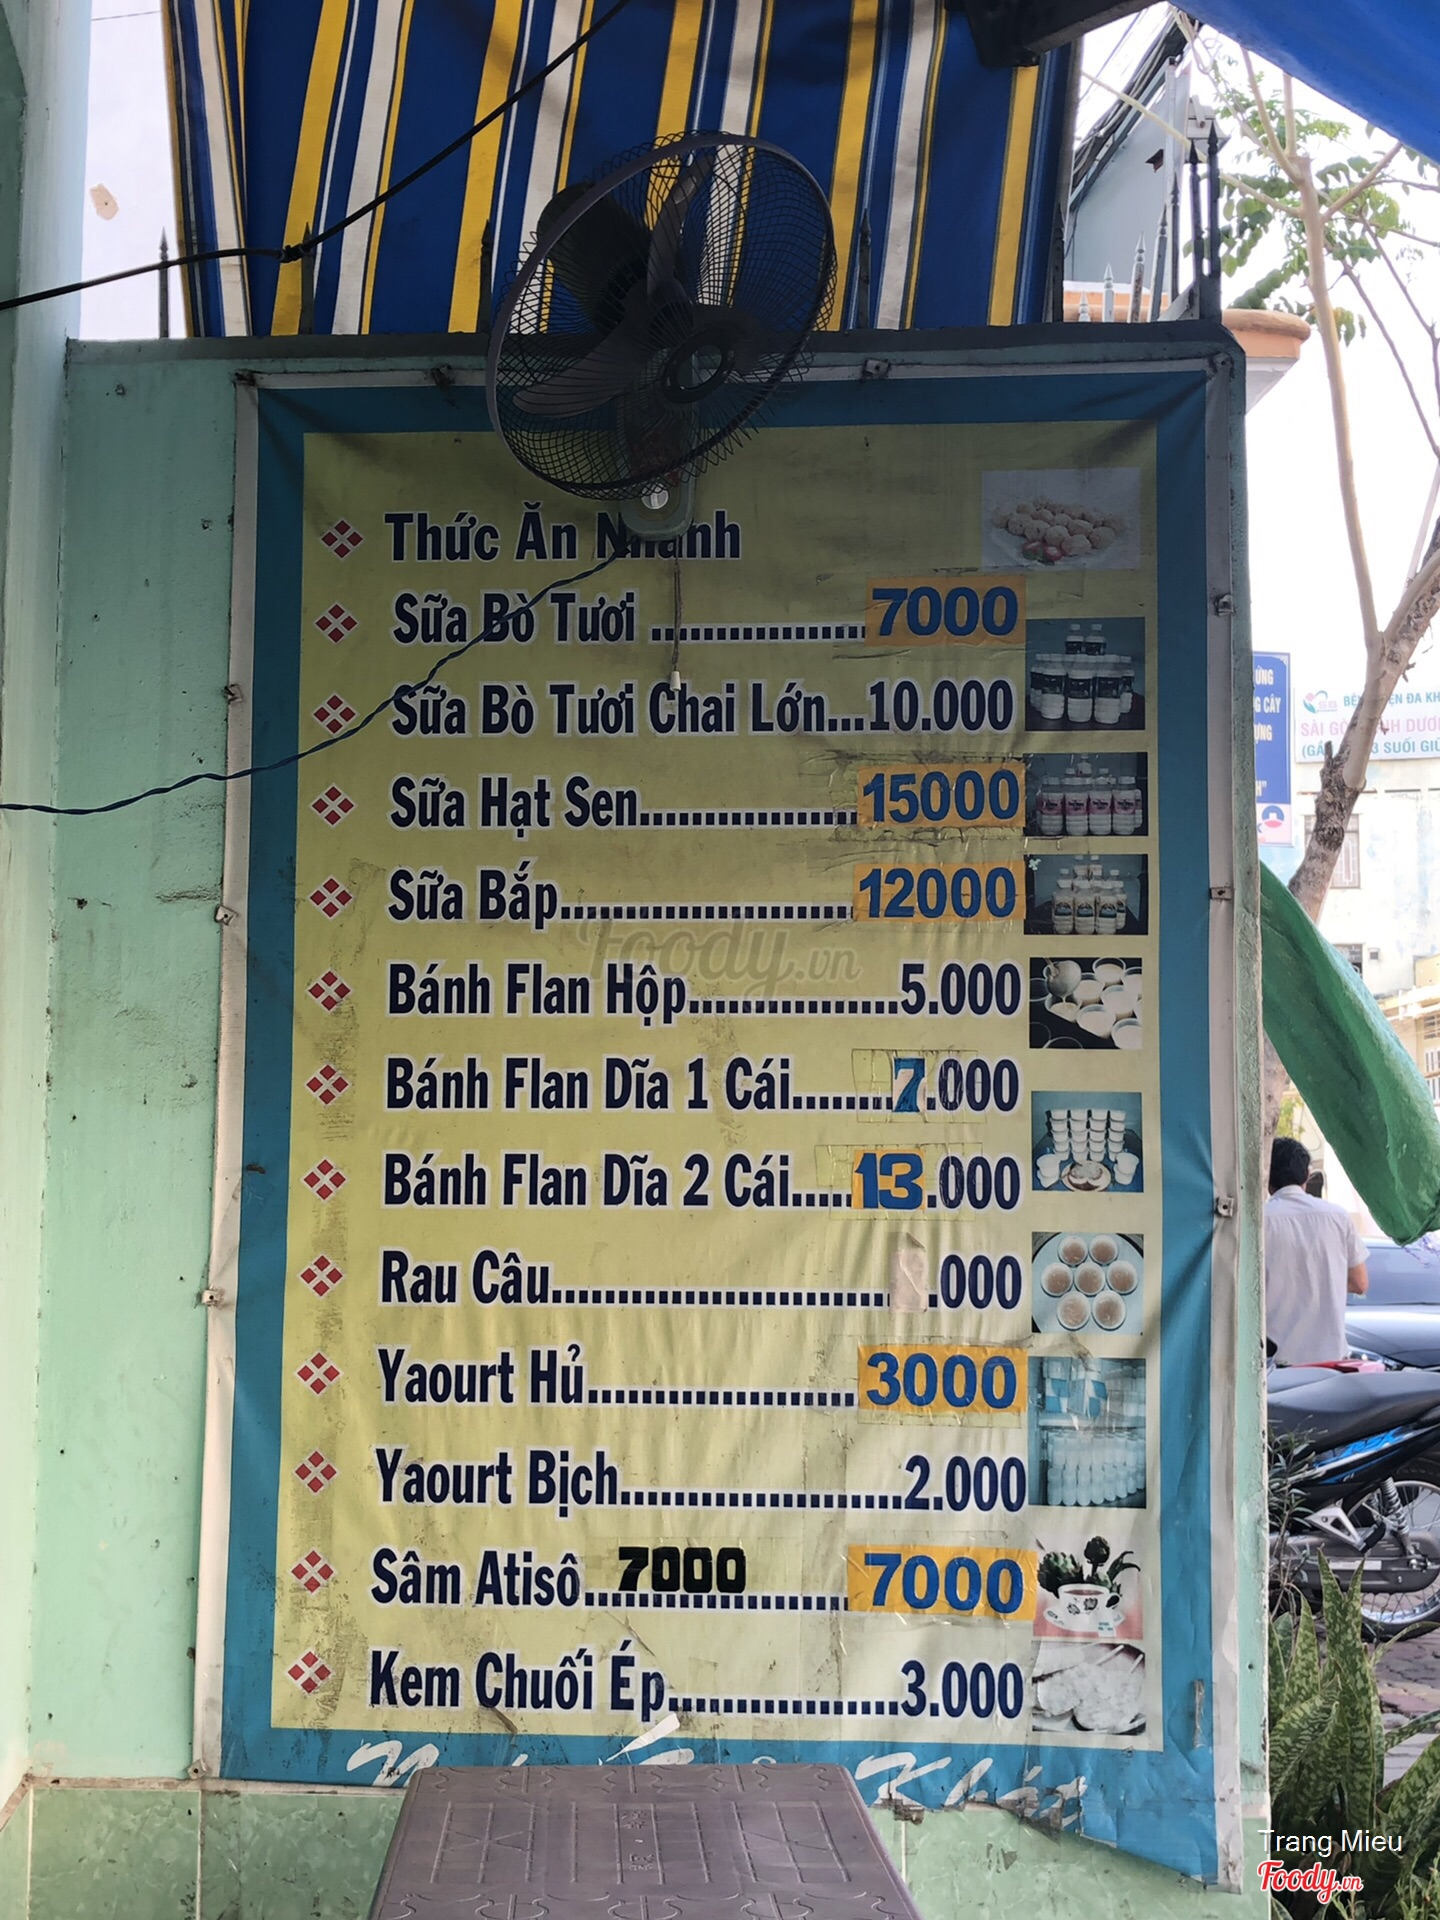 Thức Ăn Nhanh
Sữa Bò Tươi ................. 7000
Sữa Bò Tươi Chai Lớn...10.000
Sữa Hạt Sen................. 15000
Sữa Bắp...................... 12000
Bánh Flan Hộp................5.000
Bánh Flan Dĩa 1 Cái........7.000
Bánh Flan Dĩa 2 Cái.....13.000
Rau Câu.......................... .000
Yaourt Hủ.................... 3000
Yaourt Bịch......................2.000
Sâm Atisô.. 7000 ........ 7000
Kem Chuối Ép..................3.000
Foody.vn
Trang Mieu
Foody.vn